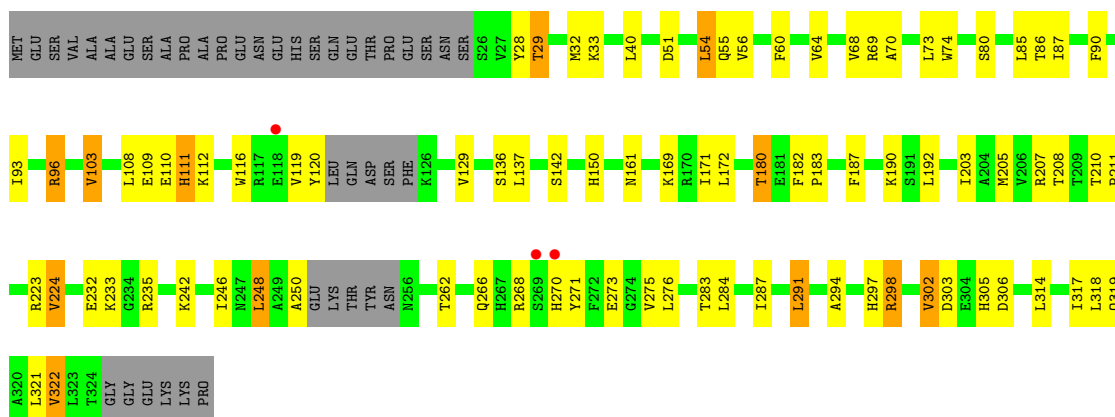 MET GLU SER VAL ALA ALA GLU SER ALA PRO ALA PRO GLU ASN GLU HIS SER GLN GLU THR PRO GLU SER ASN SER S26 V27 Y28 T29 M32 K33 L40 D51 L54 Q55 V56 F60 V64 V68 R69 A70 L73 W74 S80 L85 T86 I87 F90
I93 R96 V103 L108 E109 E110 H111 K112 W116 R117 E118 V119 Y120 LEU GLN ASP SER PHE K126 V129 S136 L137 S142 H150 N161 K169 R170 I171 L172 T180 E181 F182 P183 F187 K190 S191 L192 I203 A204 M205 V206 R207 T208 T209 T210
R223 V224 E232 K233 G234 R235 K242 I246 N247 L248 A249 A250 GLU LYS THR TYR ASN N256 T262 Q266 H267 R268 S269 H270 Y271 F272 E273 G274 V275 L276 T283 L284 I287 L291 A294 H297 R298 V302 D303 E304 H305 D306 L314 I317 L318
A320 L321 V322 L323 T324 GLY GLY GLU LYS LYS PRO